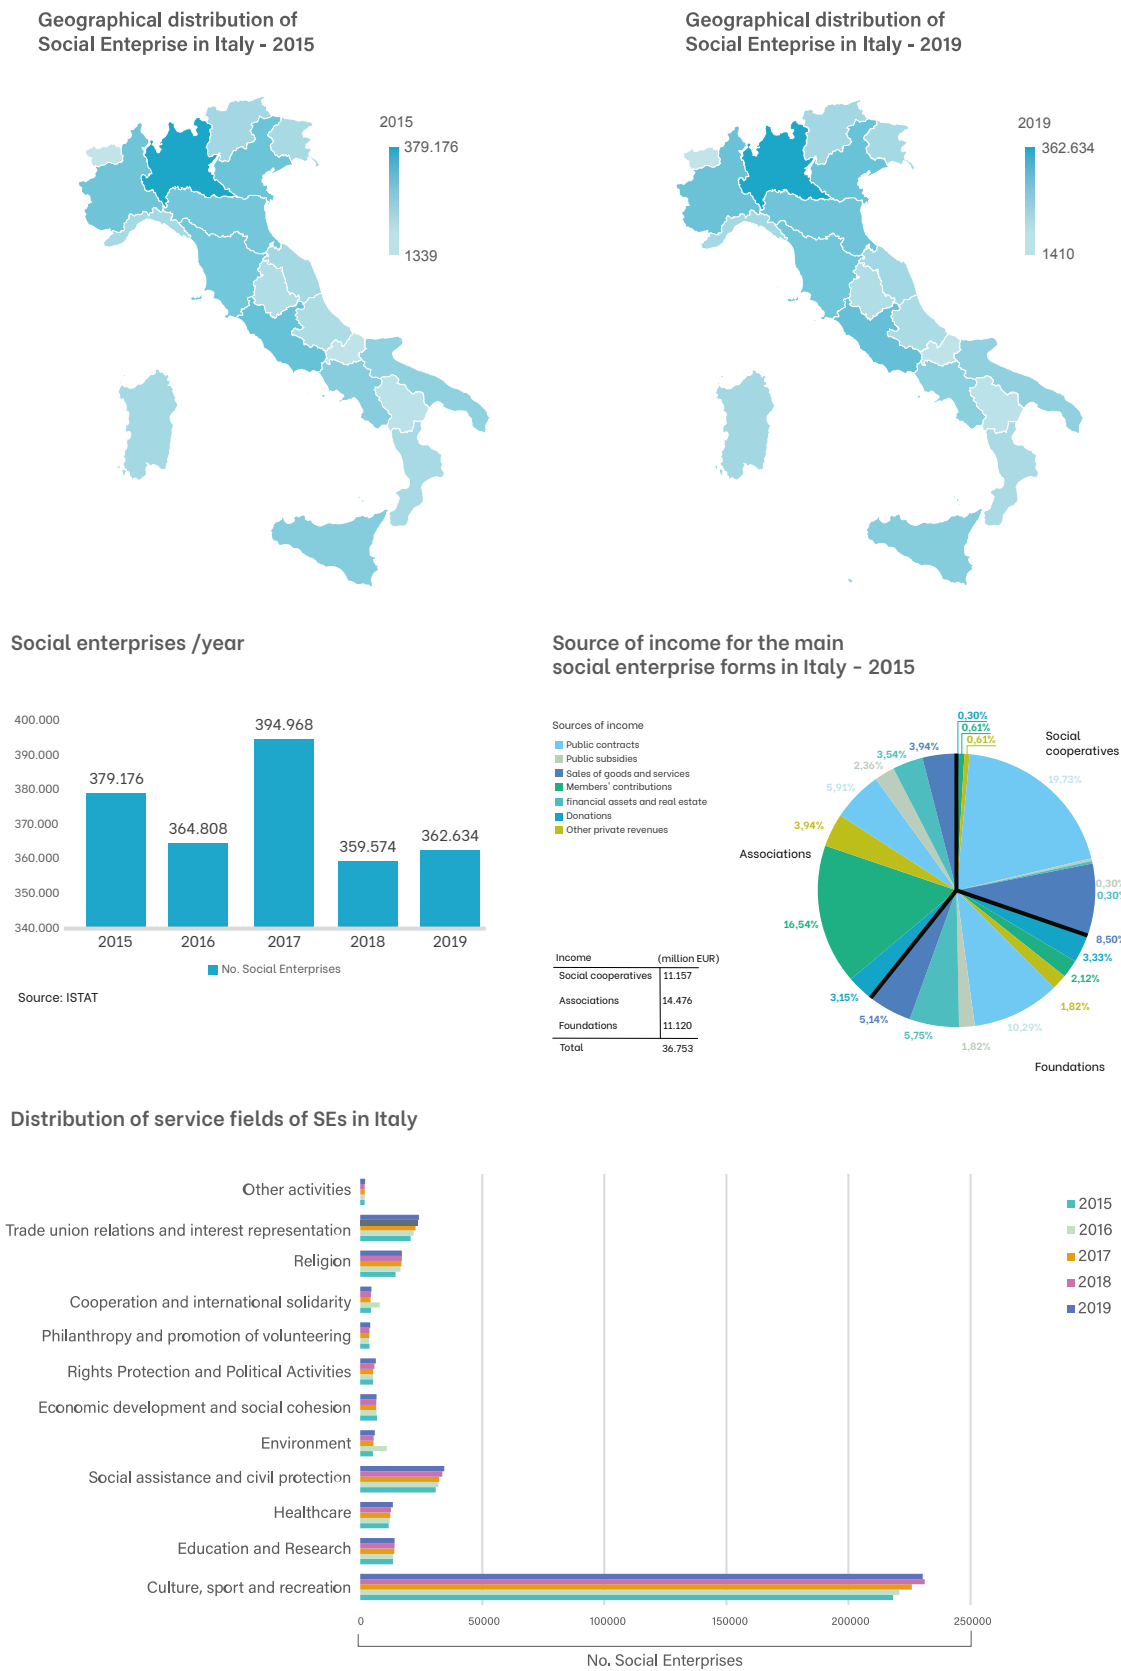 Geographical distribution of
Social Enteprise in Italy - 2015
Geographical distribution of
Social Enteprise in Italy - 2019
2015
379.176
1339
2019
362.634
1410
Social enterprises /year
400.000
390.000
380.000
370.000
360.000
350.000
340.000
379.176
364.808
394.968
359.574
362.634
2015
2016
2017
2018
2019
No. Social Enterprises
Source: ISTAT
Source of income for the main
social enterprise forms in Italy - 2015
Sources of income
Public contracts
Public subsidies
Sales of goods and services
Members' contributions
financial assets and real estate
Donations
Other private revenues
0,30%
0,61%
0,61%
Social
cooperatives
19,73%
0,30%
0,30%
8,50%
3,33%
2,12%
1,82%
10,29%
Foundations
1,82%
5,75%
5,14%
3,15%
16,54%
Associations
3,94%
5,91%
2,36%
3,54%
3,94%
Income (million EUR)
Social cooperatives 11.157
Associations 14.476
Foundations 11.120
Total 36.753
Distribution of service fields of SEs in Italy
Other activities
Trade union relations and interest representation
Religion
Cooperation and international solidarity
Philanthropy and promotion of volunteering
Rights Protection and Political Activities
Economic development and social cohesion
Environment
Social assistance and civil protection
Healthcare
Education and Research
Culture, sport and recreation
2015
2016
2017
2018
2019
0
50000
100000
150000
200000
250000
No. Social Enterprises